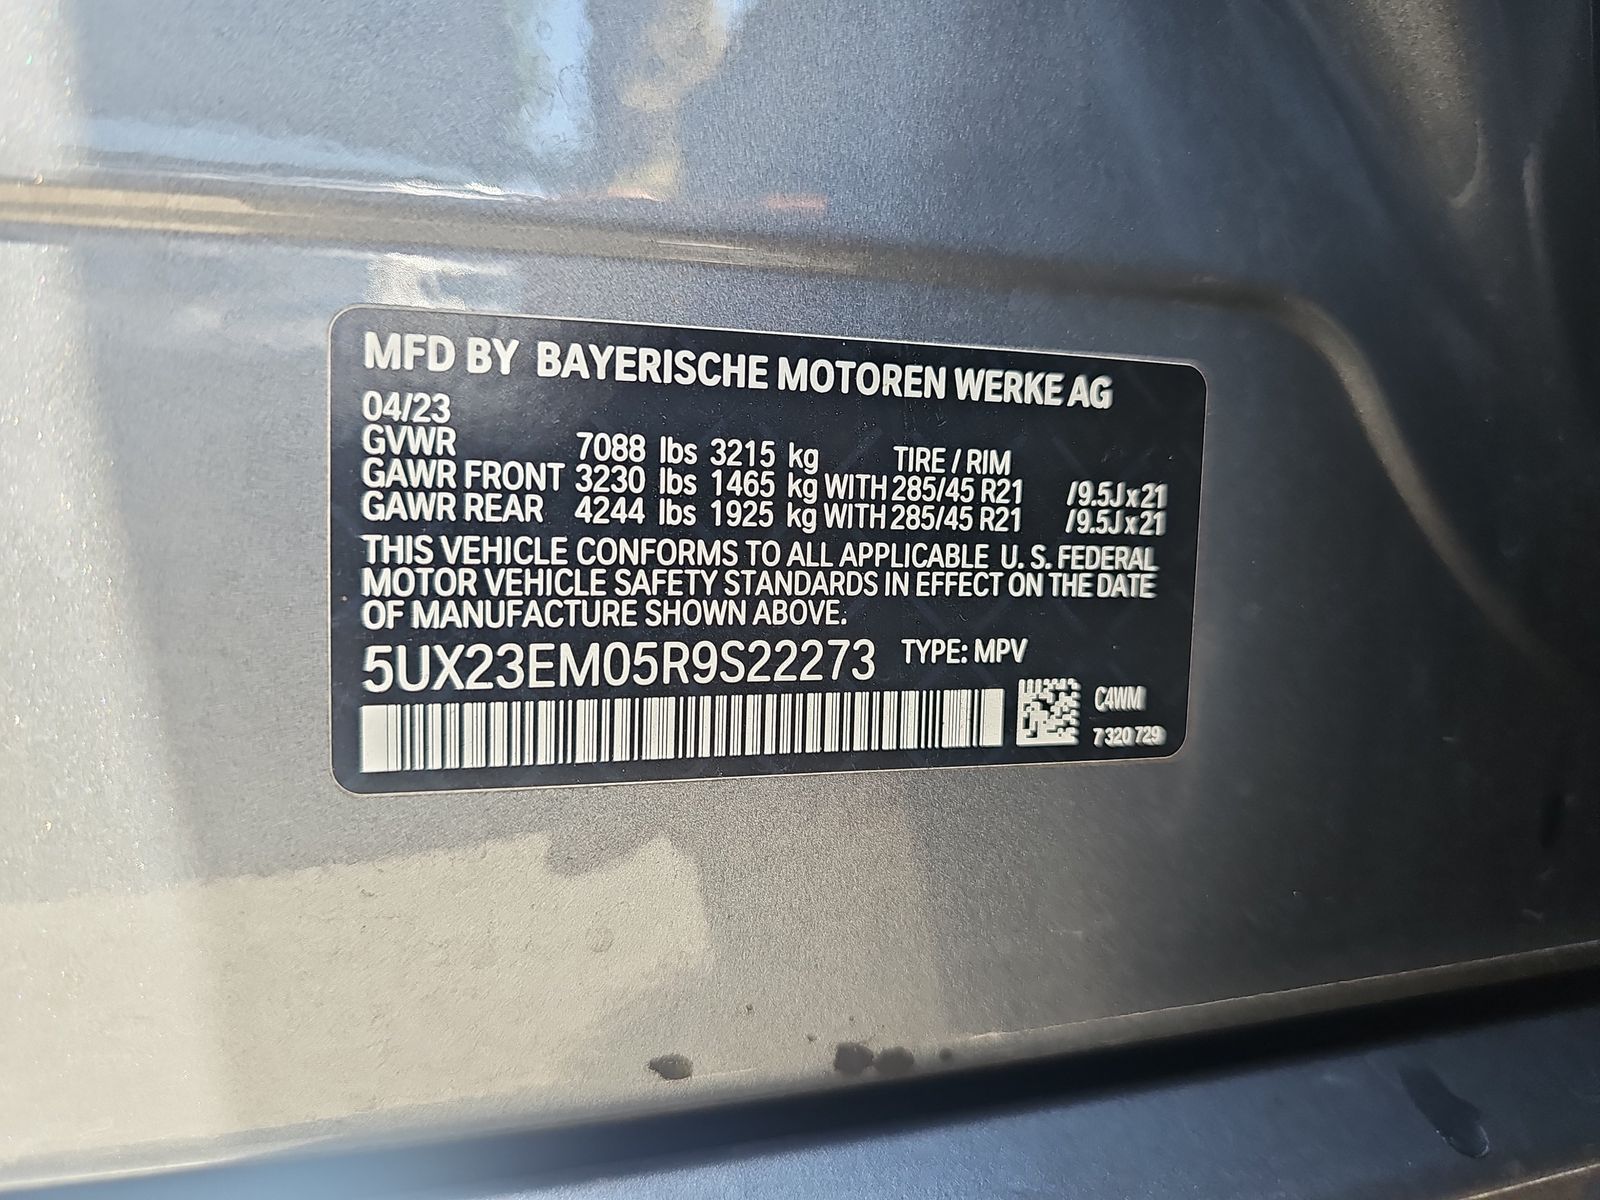 MFD BY BAYERISCHE MOTOREN WERKE AG
04/23
GVWR 7088 lbs 3215 kg TIRE / RIM
GAWR FRONT 3230 lbs 1465 kg WITH 285/45 R21 /9.5J x 21
GAWR REAR 4244 lbs 1925 kg WITH 285/45 R21 /9.5J x 21
THIS VEHICLE CONFORMS TO ALL APPLICABLE U. S. FEDERAL
MOTOR VEHICLE SAFETY STANDARDS IN EFFECT ON THE DATE
OF MANUFACTURE SHOWN ABOVE.
5UX23EM05R9S22273 TYPE: MPV
C4WM
7 320 729